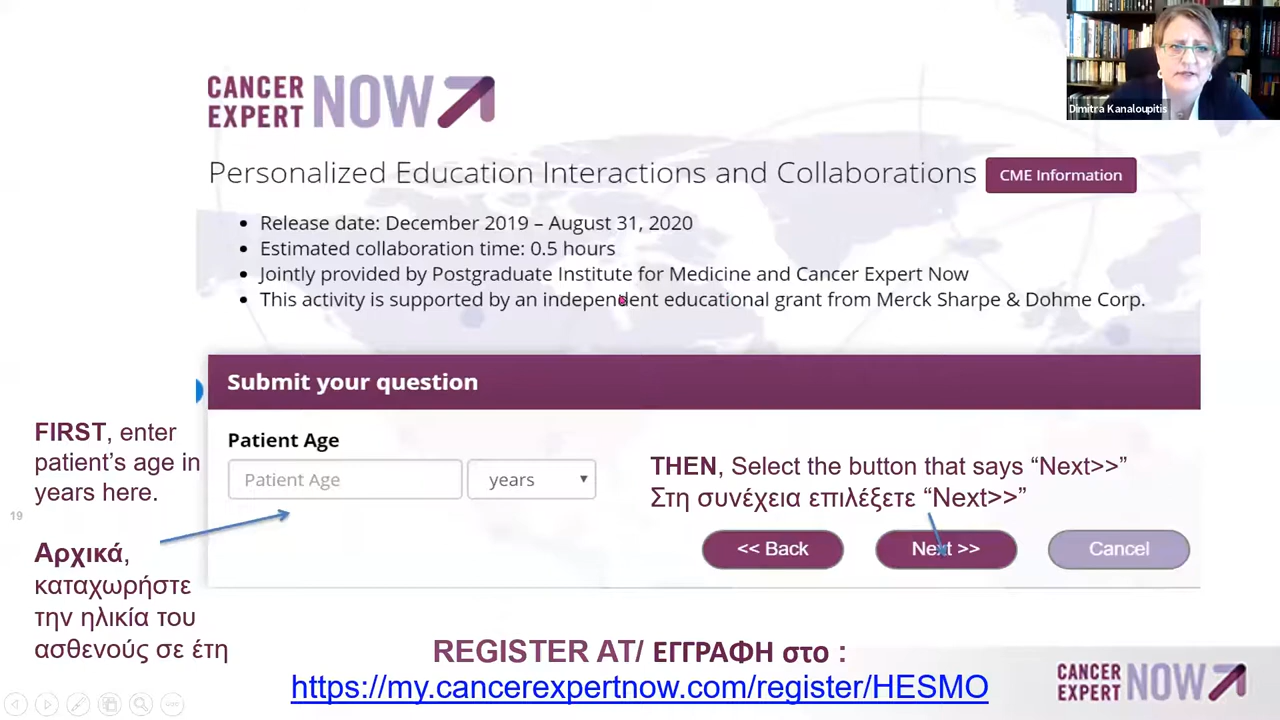 CANCER
EXPERT NOW
Dimitra Kanaloupitis
Personalized Education Interactions and Collaborations
CME Information
• Release date: December 2019 – August 31, 2020
• Estimated collaboration time: 0.5 hours
• Jointly provided by Postgraduate Institute for Medicine and Cancer Expert Now
• This activity is supported by an independent educational grant from Merck Sharpe & Dohme Corp.
Submit your question
FIRST, enter
patient's age in
years here.
Αρχικά,
καταχωρήστε
την ηλικία του
ασθενούς σε έτη
Patient Age
Patient Age
years
THEN, Select the button that says “Next>>”
Στη συνέχεια επιλέξετε “Next>>”
<< Back
Next >>
Cancel
19
REGISTER AT/ ΕΓΓΡΑΦΗ στο :
https://my.cancerexpertnow.com/register/HESMO
CANCER
EXPERT NOW